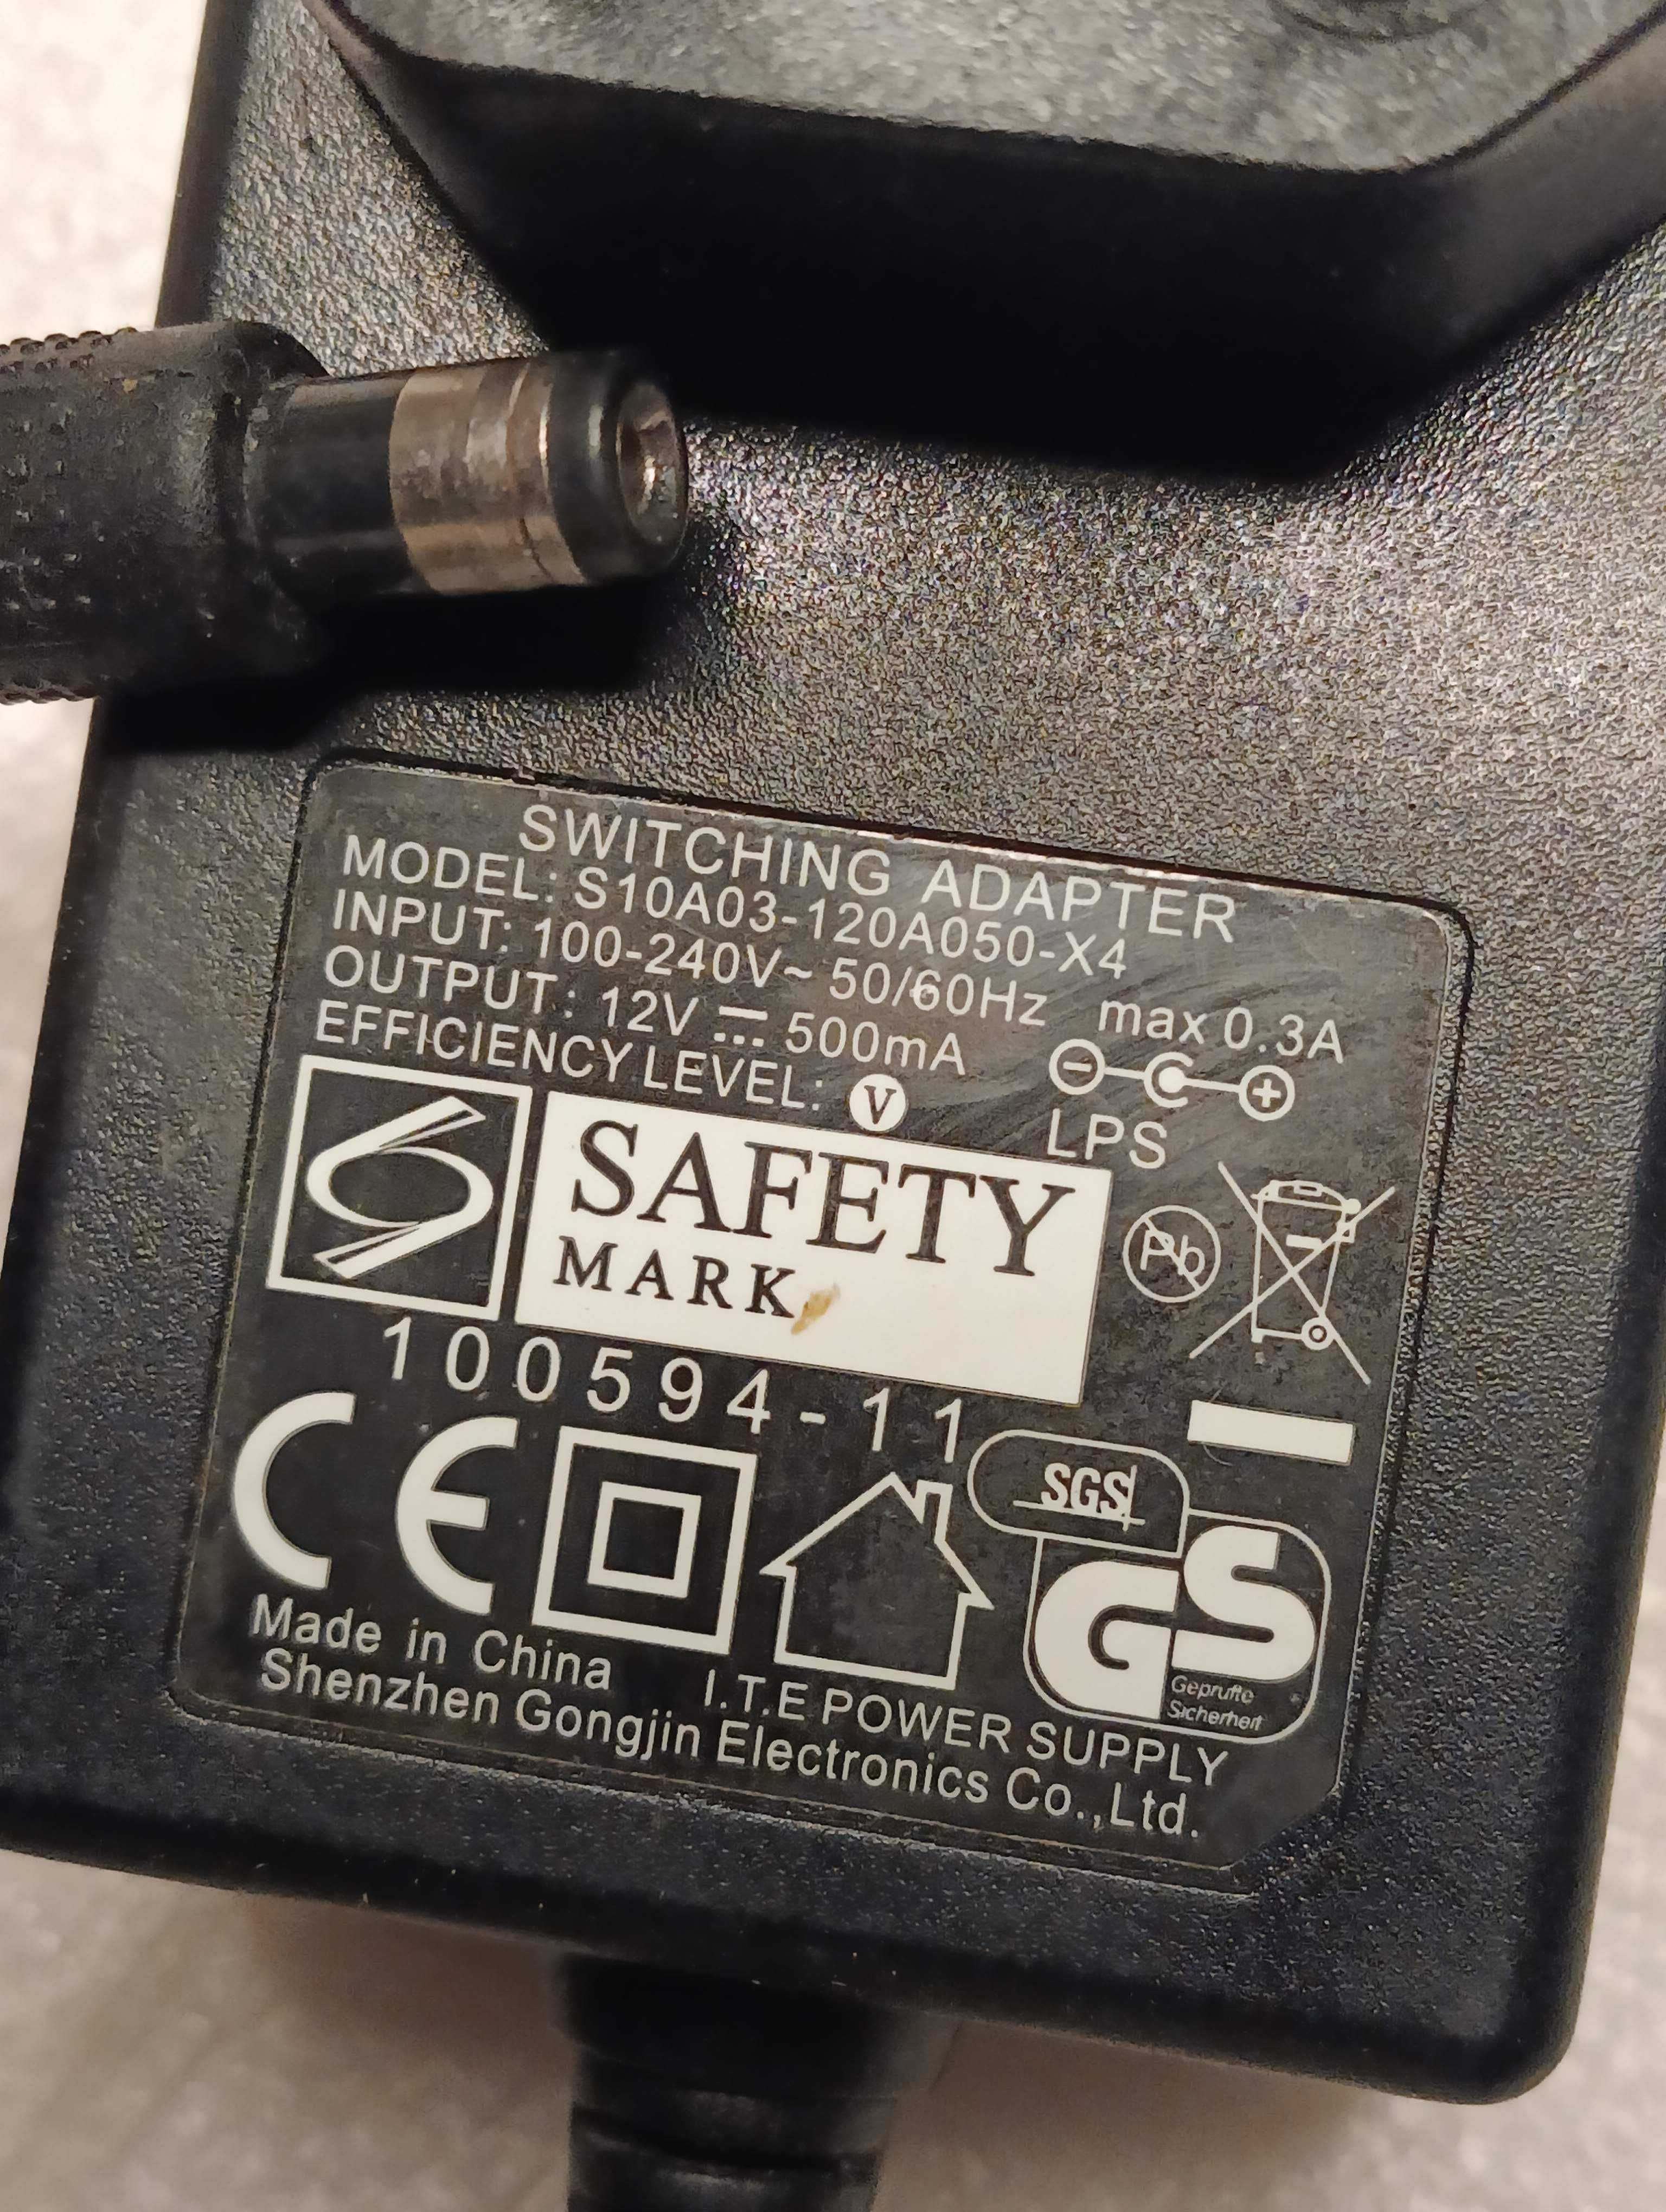 SWITCHING ADAPTER
MODEL: S10A03-120A050-X4
INPUT: 100-240V~ 50/60Hz max 0.3A
OUTPUT: 12V ⎓ 500mA
EFFICIENCY LEVEL: V
LPS
SAFETY
MARK
Pb
100594-11
CE
SGS
GS
Geprüfte
Sicherheit
Made in China
I.T.E POWER SUPPLY
Shenzhen Gongjin Electronics Co.,Ltd.